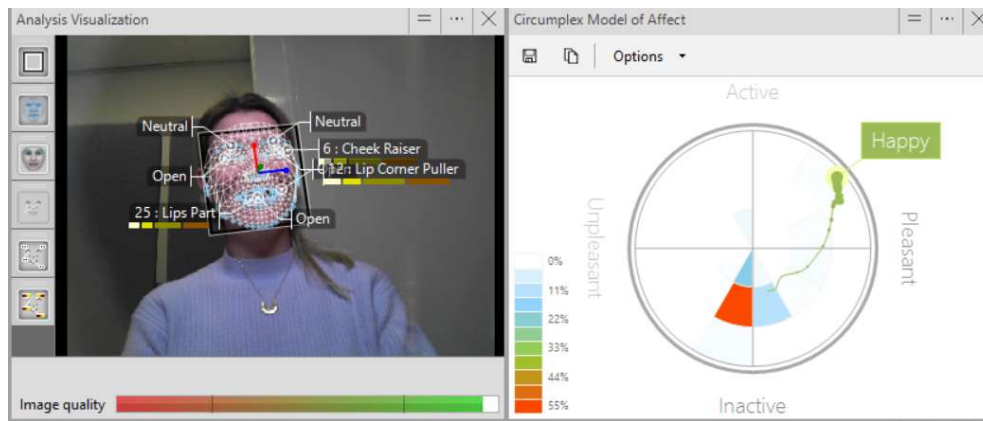 Analysis Visualization
Neutral
Neutral
6 : Cheek Raiser
Open
12 : Lip Corner Puller
25 : Lips Part
Open
Image quality
Circumplex Model of Affect
Options
Active
Happy
Unpleasant
Pleasant
0%
11%
22%
33%
44%
55%
Inactive